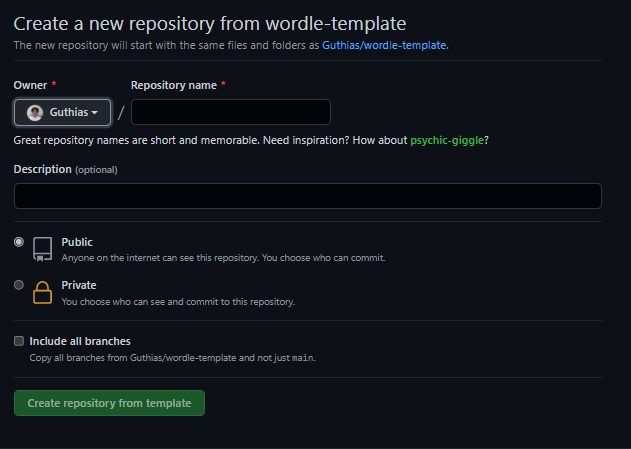 Create a new repository from wordle-template
The new repository will start with the same files and folders as Guthias/wordle-template.
Owner * Repository name *
Guthias /
Great repository names are short and memorable. Need inspiration? How about psychic-giggle?
Description (optional)
Public
Anyone on the internet can see this repository. You choose who can commit.
Private
You choose who can see and commit to this repository.
Include all branches
Copy all branches from Guthias/wordle-template and not just main.
Create repository from template